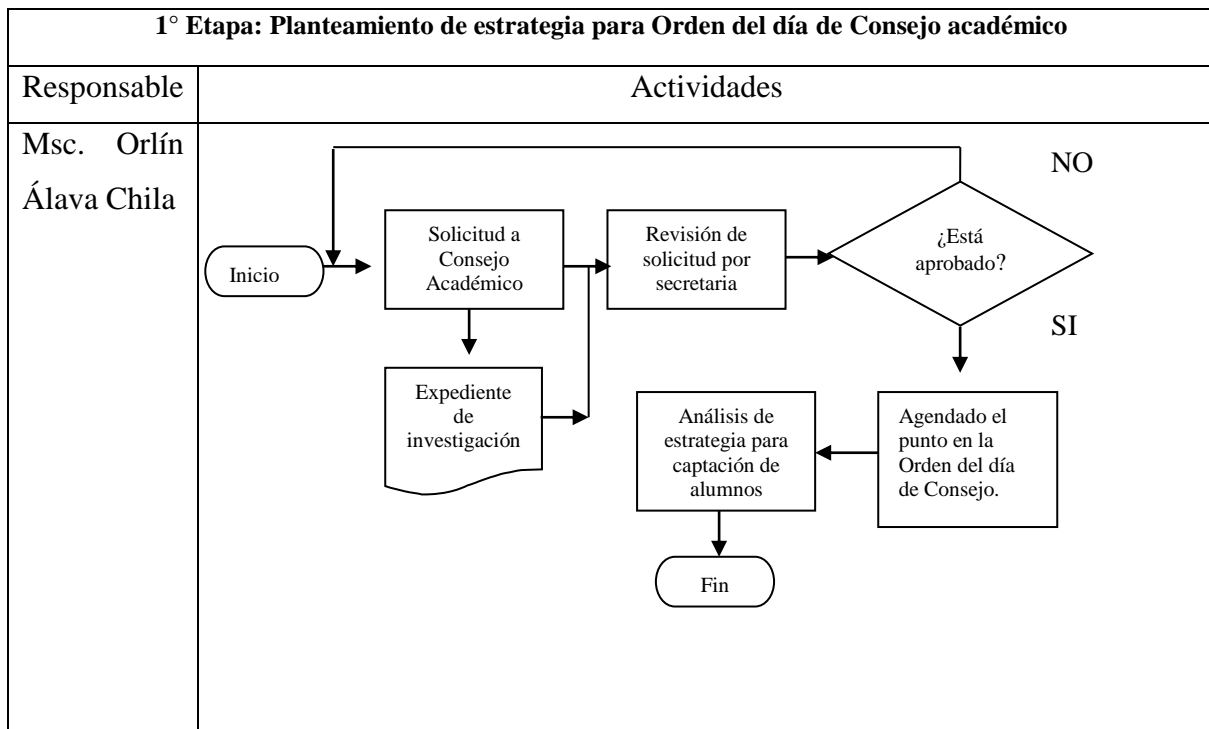 1° Etapa: Planteamiento de estrategia para Orden del día de Consejo académico
Responsable
Actividades
Msc. Orlín
Álava Chila
NO
Inicio
Solicitud a
Consejo
Académico
Revisión de
solicitud por
secretaria
¿Está
aprobado?
SI
Expediente
de
investigación
Análisis de
estrategia para
captación de
alumnos
Agendado el
punto en la
Orden del día
de Consejo.
Fin